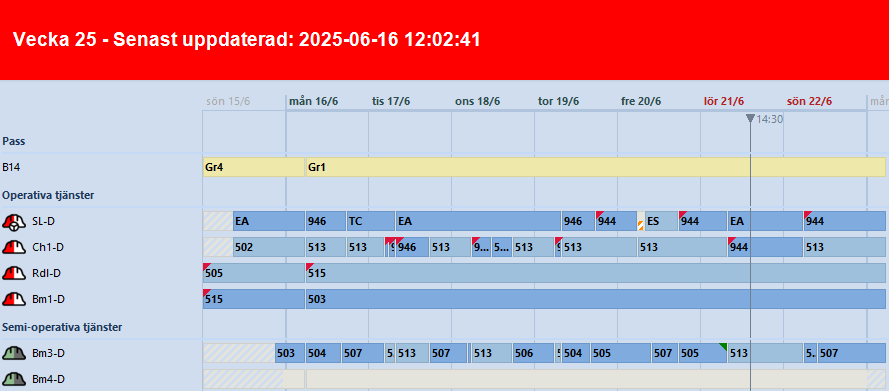 Vecka 25 - Senast uppdaterad: 2025-06-16 12:02:41
sön 15/6 mån 16/6 tis 17/6 ons 18/6 tor 19/6 fre 20/6 lör 21/6 sön 22/6 mån
14:30
Pass
B14 Gr4 Gr1
Operativa tjänster
SL-D EA 946 TC EA 946 944 ES 944 EA 944
Ch1-D 502 513 513 946 513 9... 5... 513 513 513 944 513
Rdl-D 505 515
Bm1-D 515 503
Semi-operativa tjänster
Bm3-D 503 504 507 5 513 507 513 506 504 505 507 505 513 5.. 507
Bm4-D